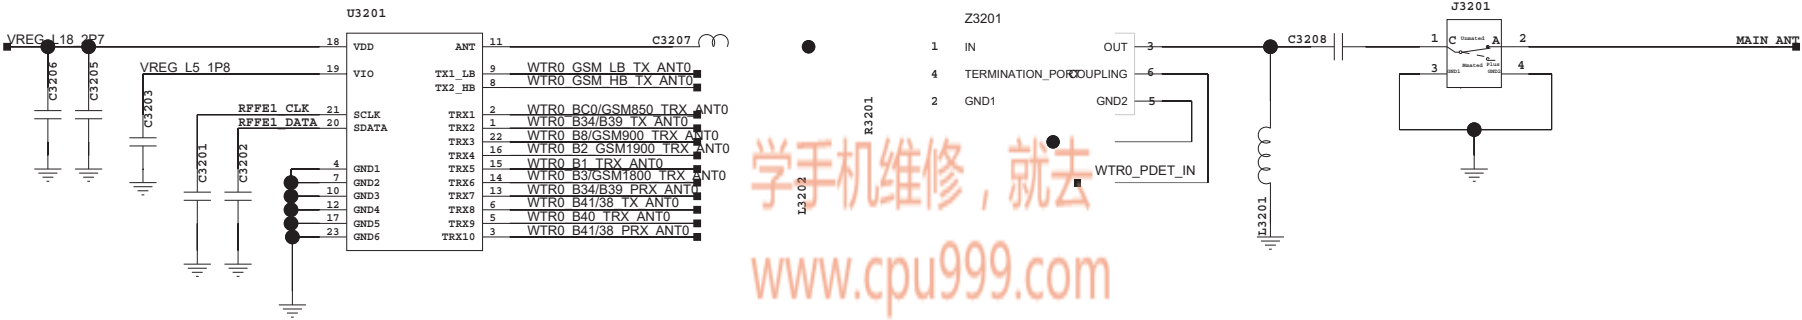 U3201
J3201
Z3201
VREG_L18_2P7
18 VDD
ANT 11
C3207
1 IN
OUT 3
C3208
1 C Unmated A 2
MAIN_ANT
C3206
C3205
VREG_L5_1P8
19 VIO
TX1_LB 9 WTR0_GSM_LB_TX_ANT0
TX2_HB 8 WTR0_GSM_HB_TX_ANT0
4 TERMINATION_PORT
COUPLING 6
3 GND1
Mmated Plus
GND2 4
C3203
RFFE1_CLK 21 SCLK
RFFE1_DATA 20 SDATA
TRX1 2 WTR0_BC0/GSM850_TRX_ANT0
TRX2 1 WTR0_B34/B39_TX_ANT0
TRX3 22 WTR0_B8/GSM900_TRX_ANT0
TRX4 16 WTR0_B2_GSM1900_TRX_ANT0
2 GND1
GND2 5
R3201
C3201
C3202
4 GND1
7 GND2
10 GND3
12 GND4
17 GND5
23 GND6
TRX5 15 WTR0_B1_TRX_ANT0
TRX6 14 WTR0_B3/GSM1800_TRX_ANT0
TRX7 13 WTR0_B34/B39_PRX_ANT0
TRX8 6 WTR0_B41/38_TX_ANT0
TRX9 5 WTR0_B40_TRX_ANT0
TRX10 3 WTR0_B41/38_PRX_ANT0
L3202
WTR0_PDET_IN
L3201
学手机维修，就去
www.cpu999.com